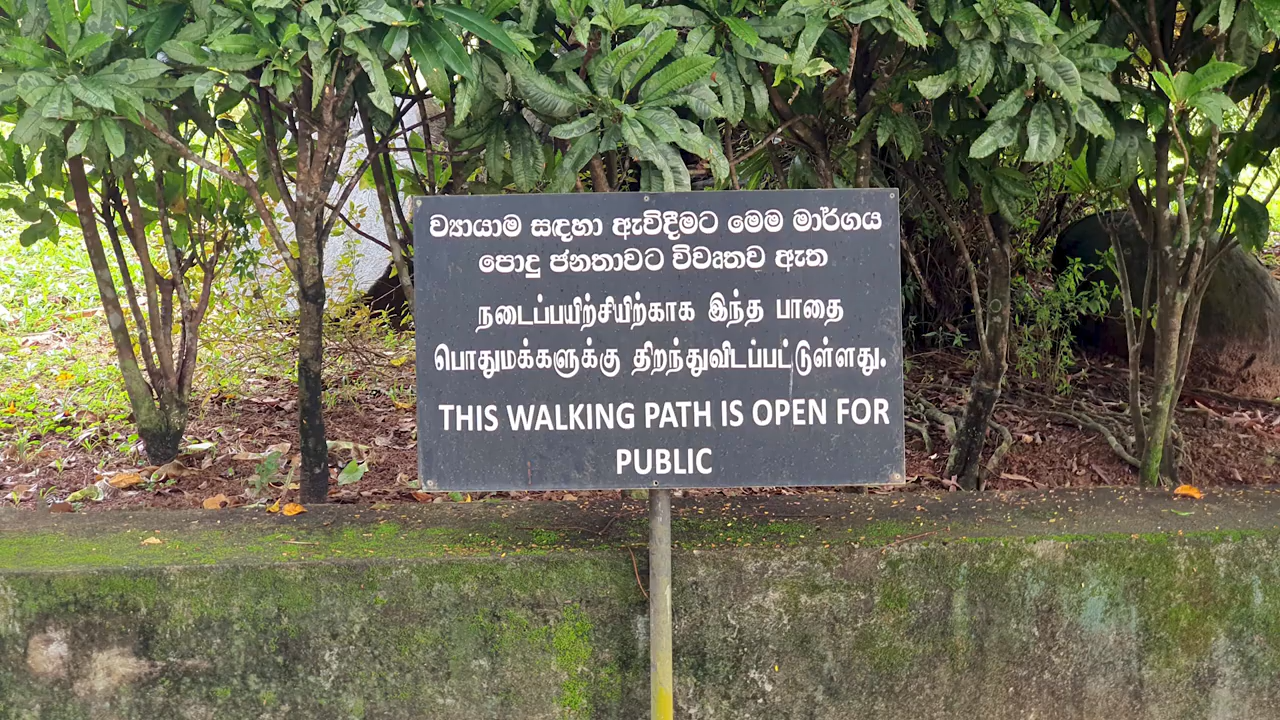 ව්‍යායාම සඳහා ඇවිදීමට මෙම මාර්ගය
පොදු ජනතාවට විවෘතව ඇත
நடைப்பயிற்சியிற்காக இந்த பாதை
பொதுமக்களுக்கு திறந்துவிடப்பட்டுள்ளது.
THIS WALKING PATH IS OPEN FOR
PUBLIC